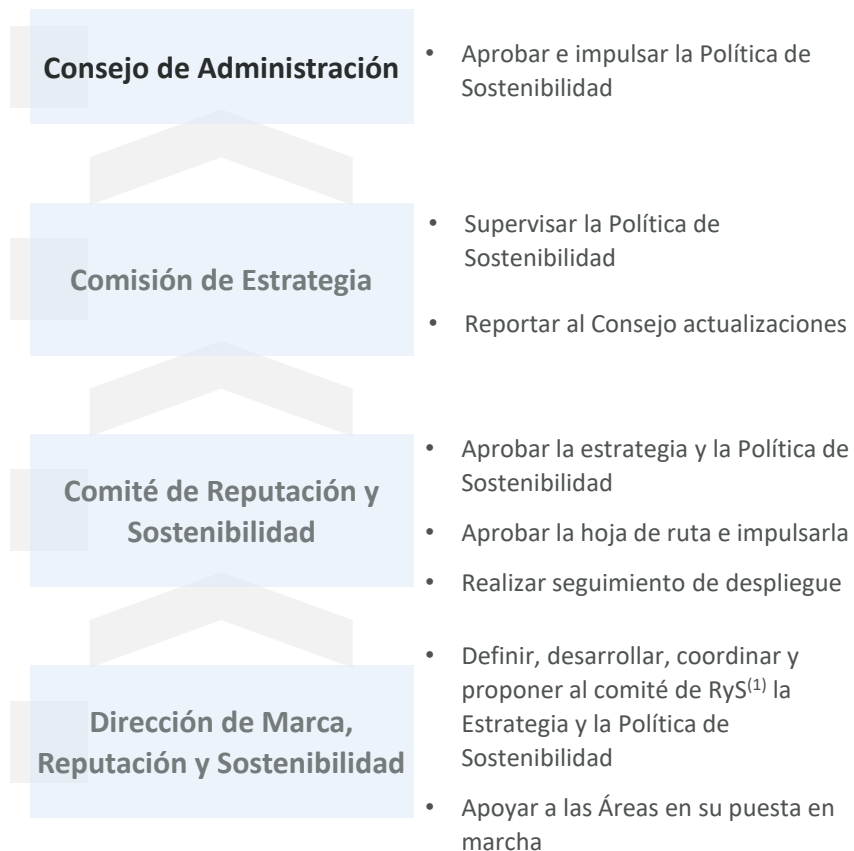 Consejo de Administración
• Aprobar e impulsar la Política de
Sostenibilidad
Comisión de Estrategia
• Supervisar la Política de
Sostenibilidad
• Reportar al Consejo actualizaciones
Comité de Reputación y
Sostenibilidad
• Aprobar la estrategia y la Política de
Sostenibilidad
• Aprobar la hoja de ruta e impulsarla
• Realizar seguimiento de despliegue
Dirección de Marca,
Reputación y Sostenibilidad
• Definir, desarrollar, coordinar y
proponer al comité de RyS(1) la
Estrategia y la Política de
Sostenibilidad
• Apoyar a las Áreas en su puesta en
marcha